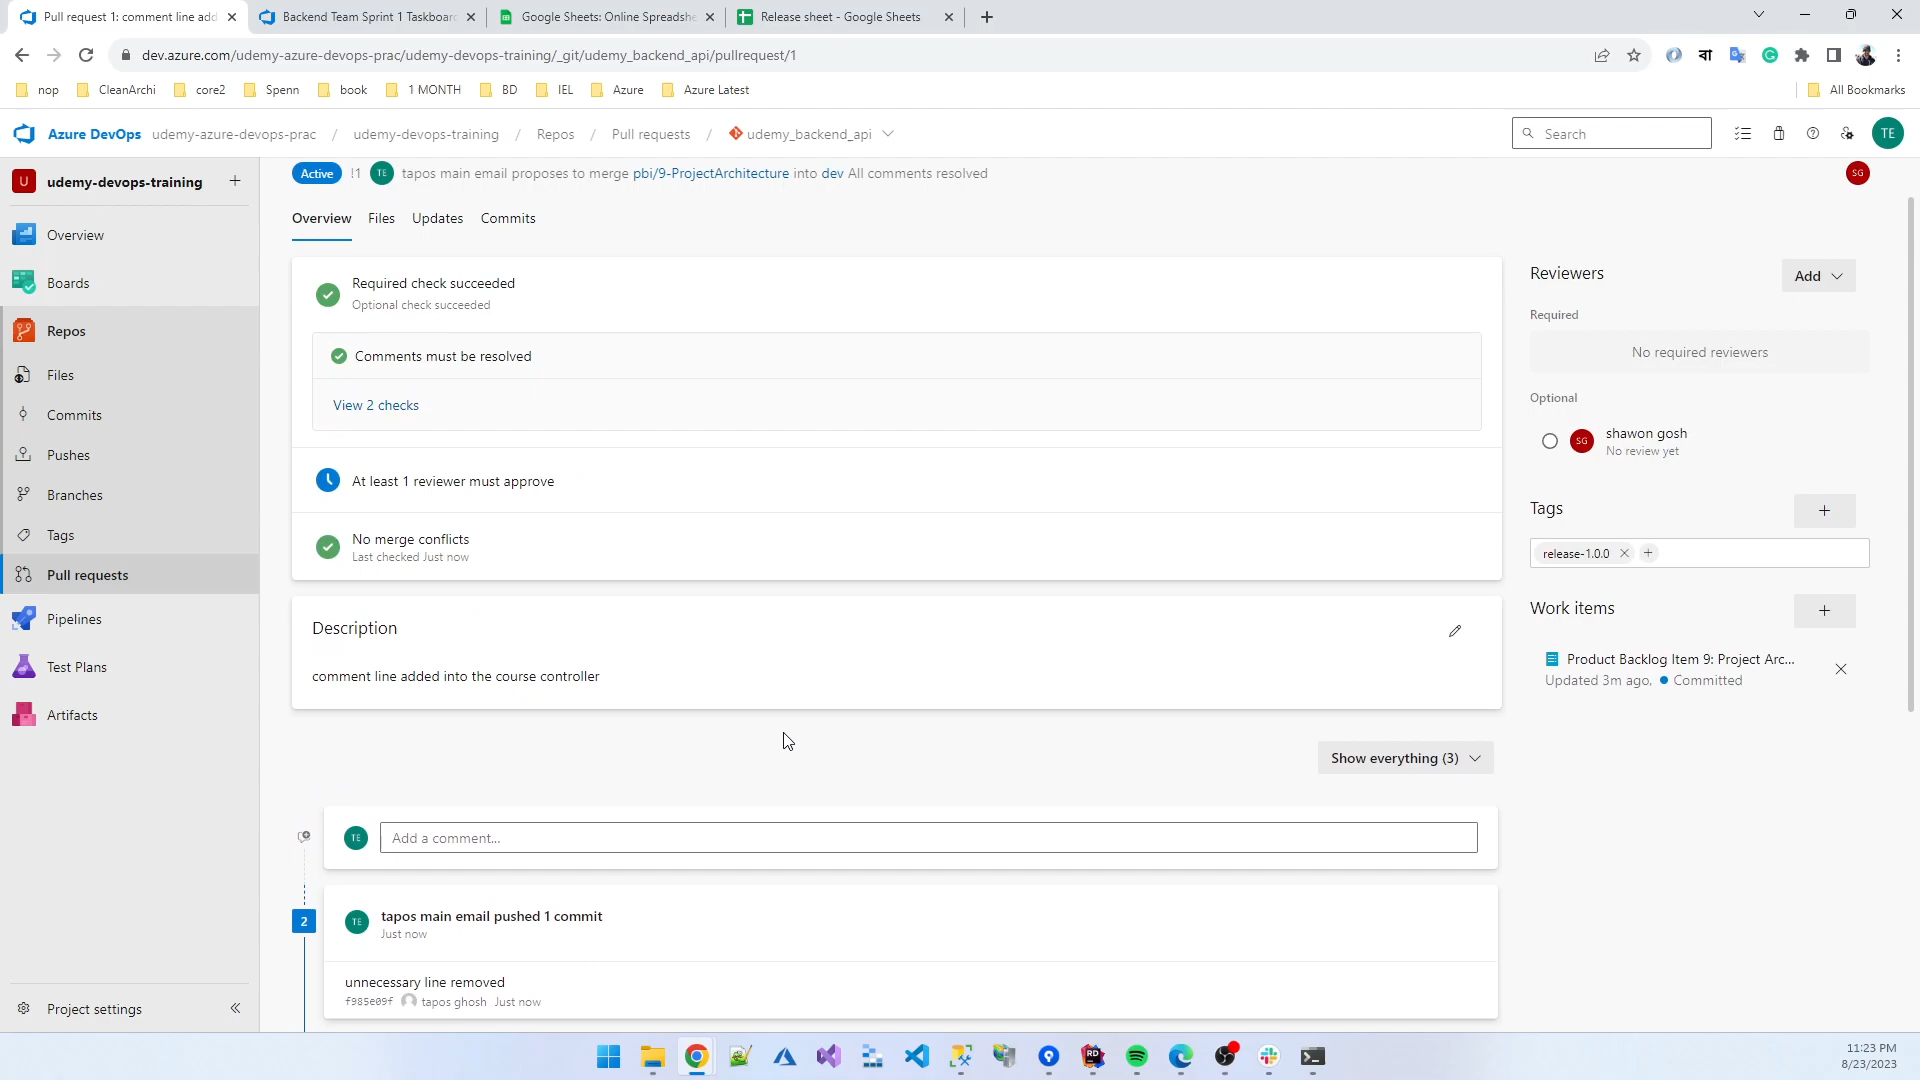 Pull request 1: comment line add
Backend Team Sprint 1 Taskboar
Google Sheets: Online Spreadshe
Release sheet - Google Sheets
dev.azure.com/udemy-azure-devops-prac/udemy-devops-training/_git/udemy_backend_api/pullrequest/1
বা
nop
CleanArchi
core2
Spenn
book
1 MONTH
BD
IEL
Azure
Azure Latest
All Bookmarks
Azure DevOps
udemy-azure-devops-prac
/
udemy-devops-training
/
Repos
/
Pull requests
/
udemy_backend_api
Search
TE
U
udemy-devops-training
Overview
Boards
Repos
Files
Commits
Pushes
Branches
Tags
Pull requests
Pipelines
Test Plans
Artifacts
Project settings
Active
!1
TE
tapos main email proposes to merge pbi/9-ProjectArchitecture into dev All comments resolved
SG
Overview
Files
Updates
Commits
Required check succeeded
Optional check succeeded
Comments must be resolved
View 2 checks
At least 1 reviewer must approve
No merge conflicts
Last checked Just now
Description
comment line added into the course controller
Show everything (3)
TE
Add a comment...
2
TE
tapos main email pushed 1 commit
Just now
unnecessary line removed
f985e09f tapos ghosh Just now
Reviewers
Add
Required
No required reviewers
Optional
SG
shawon gosh
No review yet
Tags
release-1.0.0
Work items
Product Backlog Item 9: Project Arc...
Updated 3m ago, Committed
RD
11:23 PM
8/23/2023